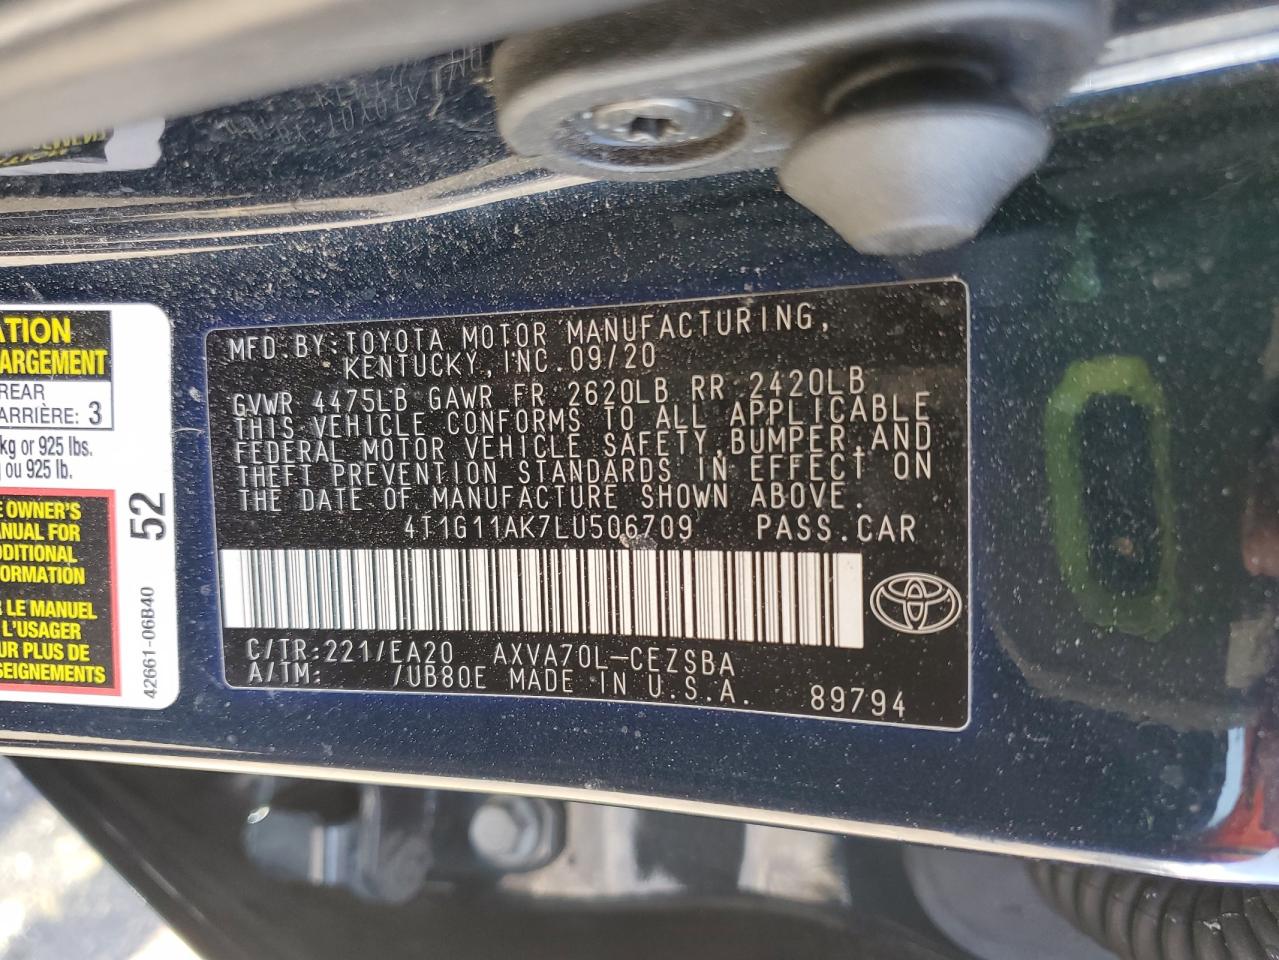 ATION
ARGEMENT
REAR
ARRIÈRE: 3
kg or 925 lbs.
ou 925 lb.
OWNER'S
MANUAL FOR
LE MANUEL
L'USAGER
UR PLUS DE
SEIGNEMENTS
52
42661-06B40
MFD.BY:TOYOTA MOTOR MANUFACTURING,
KENTUCKY,INC.09/20
GVWR 4475LB GAWR FR 2620LB RR 2420LB
THIS VEHICLE CONFORMS TO ALL APPLICABLE
FEDERAL MOTOR VEHICLE SAFETY,BUMPER,AND
THEFT PREVENTION STANDARDS IN EFFECT ON
THE DATE OF MANUFACTURE SHOWN ABOVE.
4T1G11AK7LU506709 PASS.CAR
C/TR:221/EA20 AXVA70L-CEZSBA
A/TM: /UB80E MADE IN U.S.A. 89794